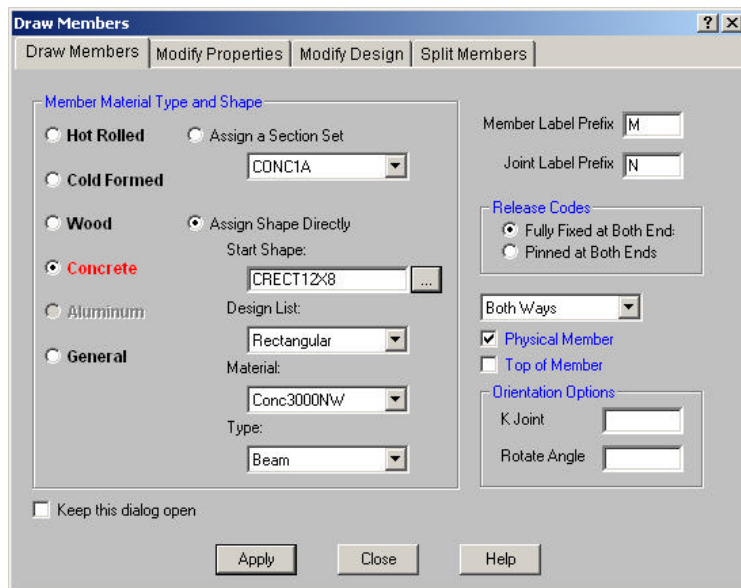 Draw Members
Draw Members Modify Properties Modify Design Split Members
Member Material Type and Shape
Hot Rolled
Cold Formed
Wood
Concrete
Aluminum
General
Assign a Section Set
CONC1A
Assign Shape Directly
Start Shape:
CRECT12X8 ...
Design List:
Rectangular
Material:
Conc3000NW
Type:
Beam
Member Label Prefix M
Joint Label Prefix N
Release Codes
Fully Fixed at Both End:
Pinned at Both Ends
Both Ways
Physical Member
Top of Member
Orientation Options
K Joint
Rotate Angle
Keep this dialog open
Apply Close Help